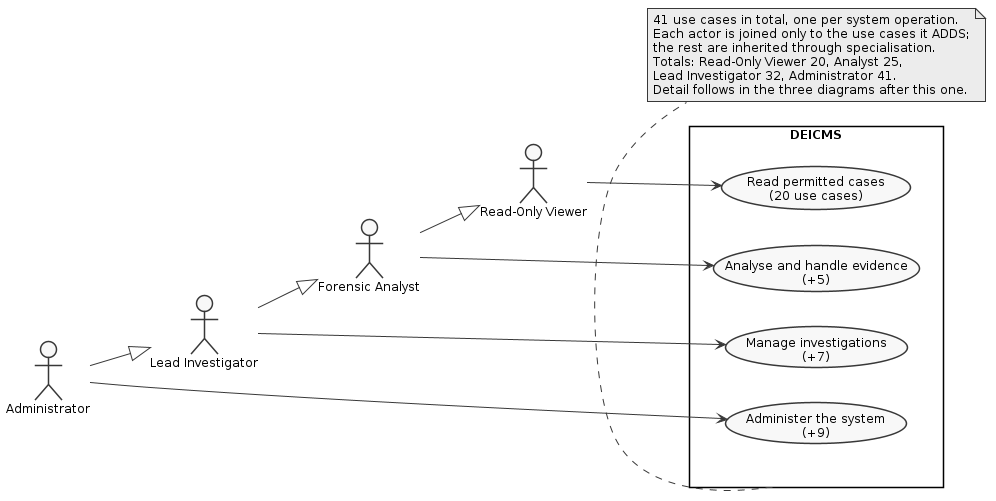 41 use cases in total, one per system operation.
Each actor is joined only to the use cases it ADDS;
the rest are inherited through specialisation.
Totals: Read-Only Viewer 20, Analyst 25,
Lead Investigator 32, Administrator 41.
Detail follows in the three diagrams after this one.
DEICMS
Read permitted cases
(20 use cases)
Read-Only Viewer
Analyse and handle evidence
(+5)
Forensic Analyst
Manage investigations
(+7)
Lead Investigator
Administrator
Administer the system
(+9)